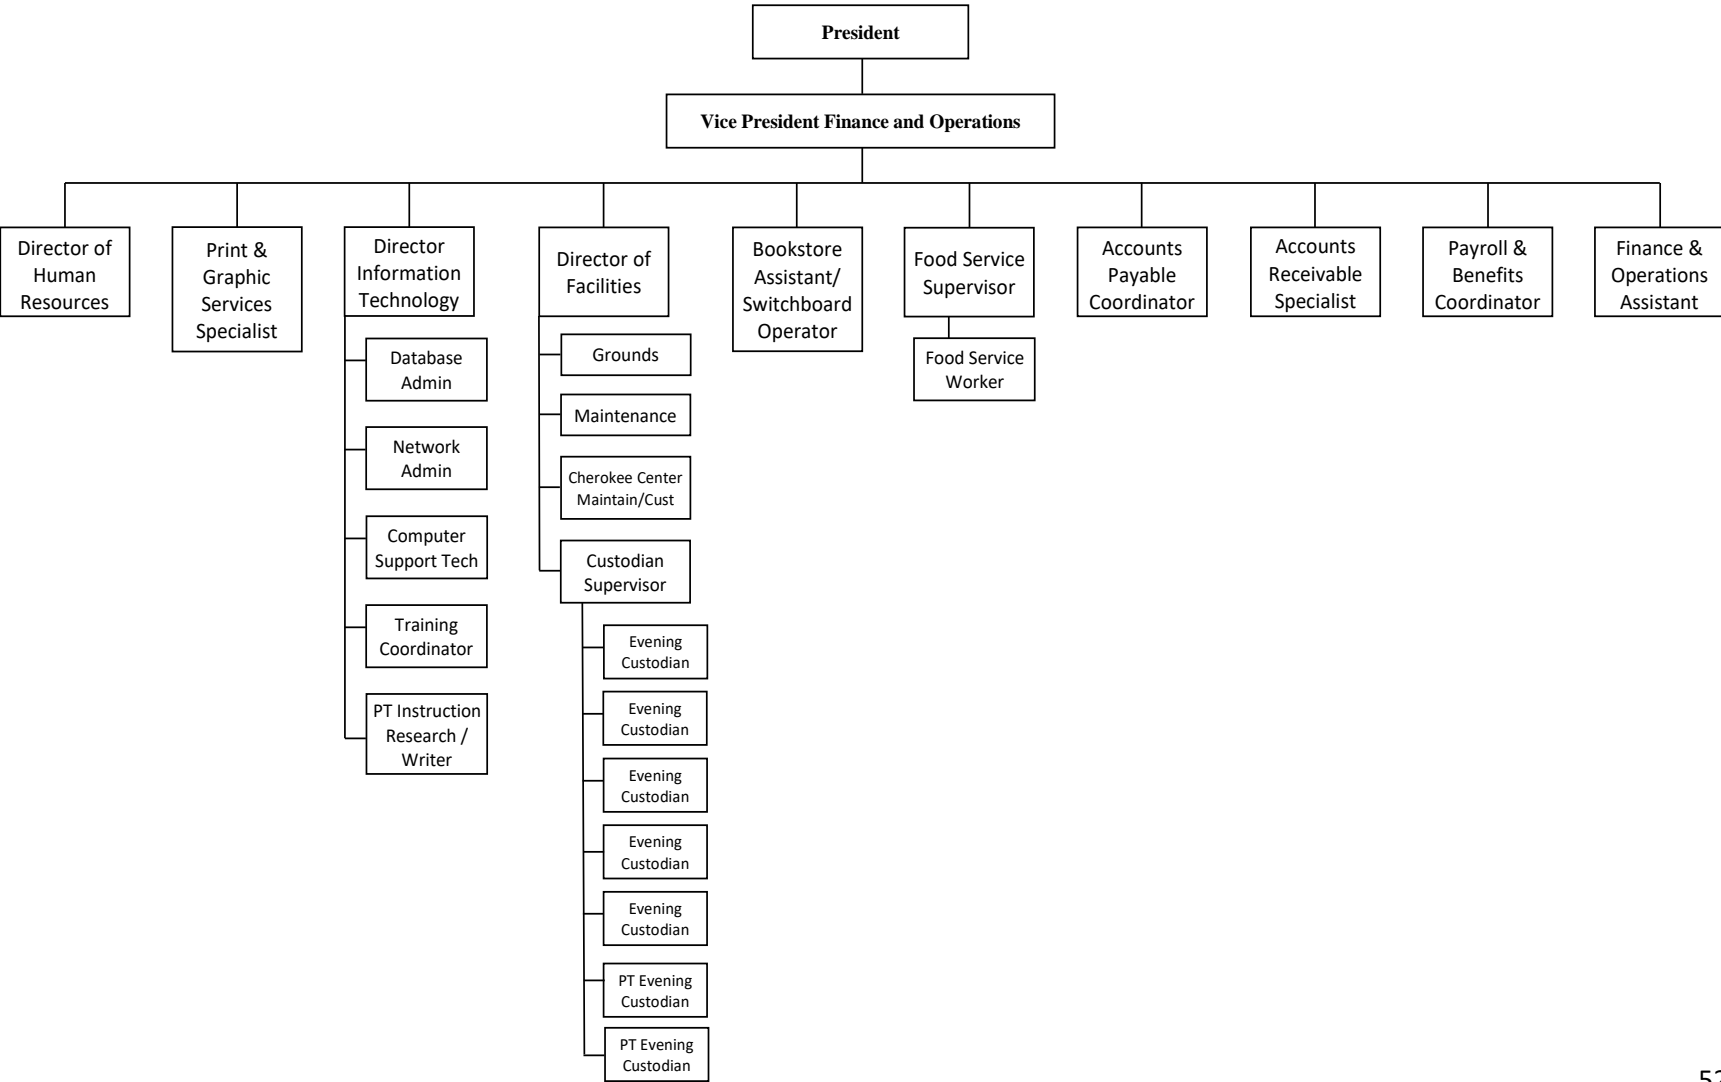 President
Vice President Finance and Operations
Director of
Human
Resources
Print &
Graphic
Services
Specialist
Director
Information
Technology
Director of
Facilities
Bookstore
Assistant/
Switchboard
Operator
Food Service
Supervisor
Accounts
Payable
Coordinator
Accounts
Receivable
Specialist
Payroll &
Benefits
Coordinator
Finance &
Operations
Assistant
Database
Admin
Network
Admin
Computer
Support Tech
Training
Coordinator
PT Instruction
Research /
Writer
Grounds
Maintenance
Cherokee Center
Maintain/Cust
Custodian
Supervisor
Evening
Custodian
Evening
Custodian
Evening
Custodian
Evening
Custodian
Evening
Custodian
PT Evening
Custodian
PT Evening
Custodian
Food Service
Worker